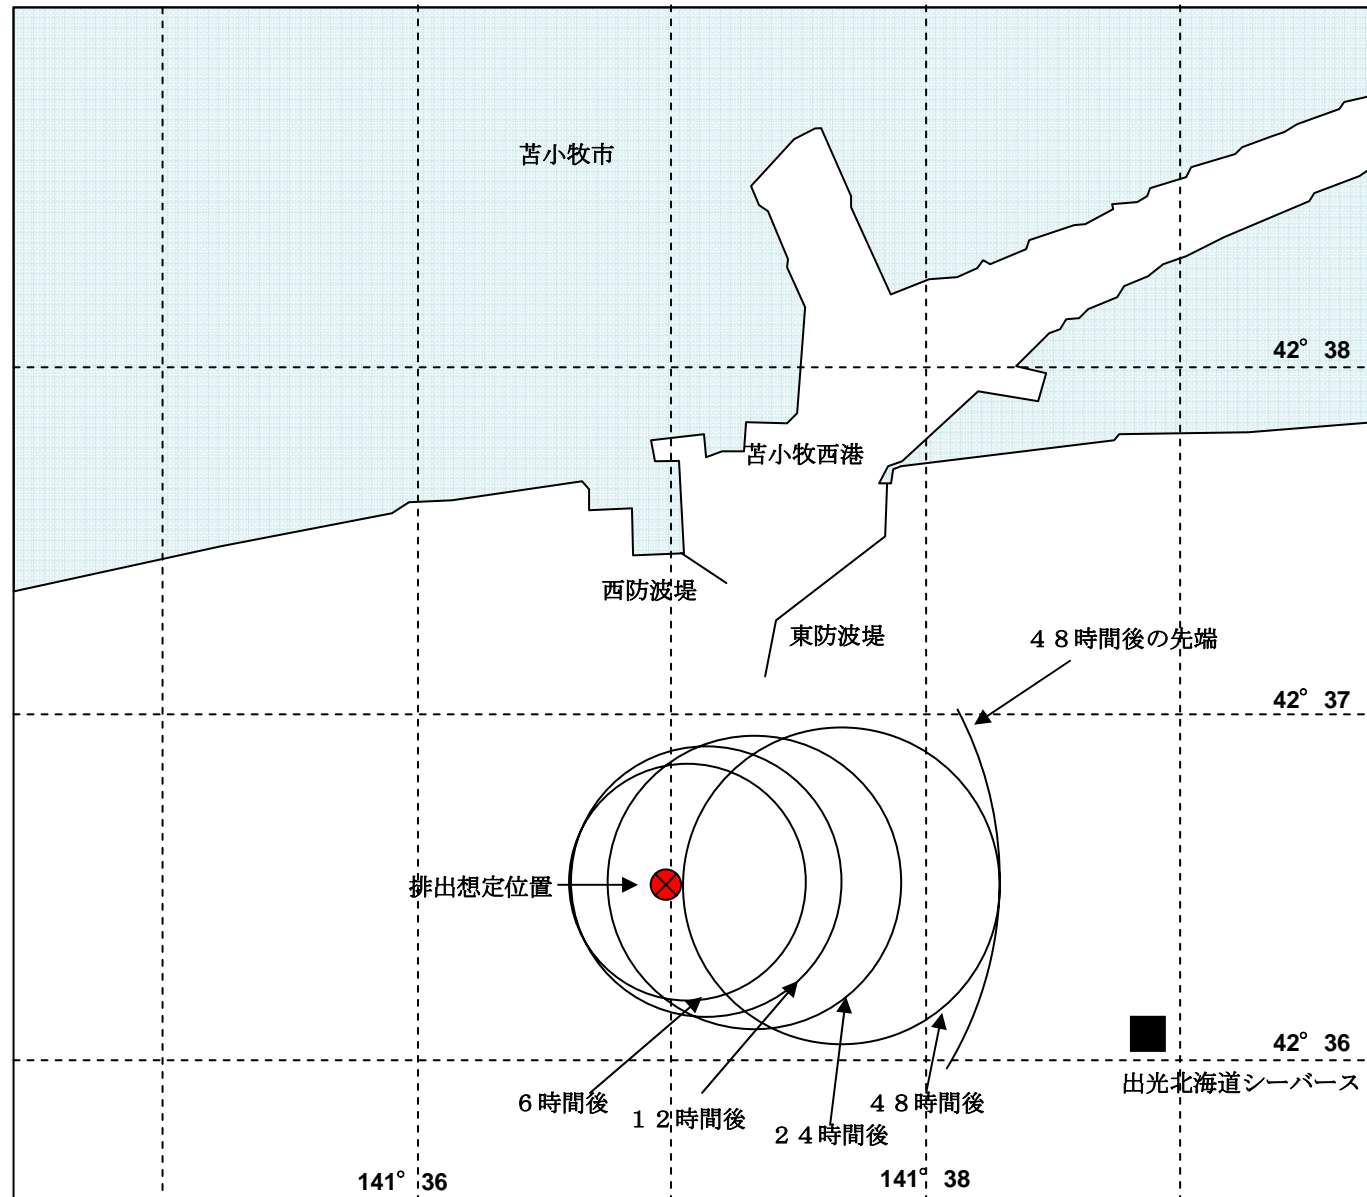 苫小牧市
42° 38
苫小牧西港
西防波堤
東防波堤
４８時間後の先端
42° 37
排出想定位置
42° 36
出光北海道シーバース
６時間後
１２時間後
２４時間後
４８時間後
141° 36
141° 38